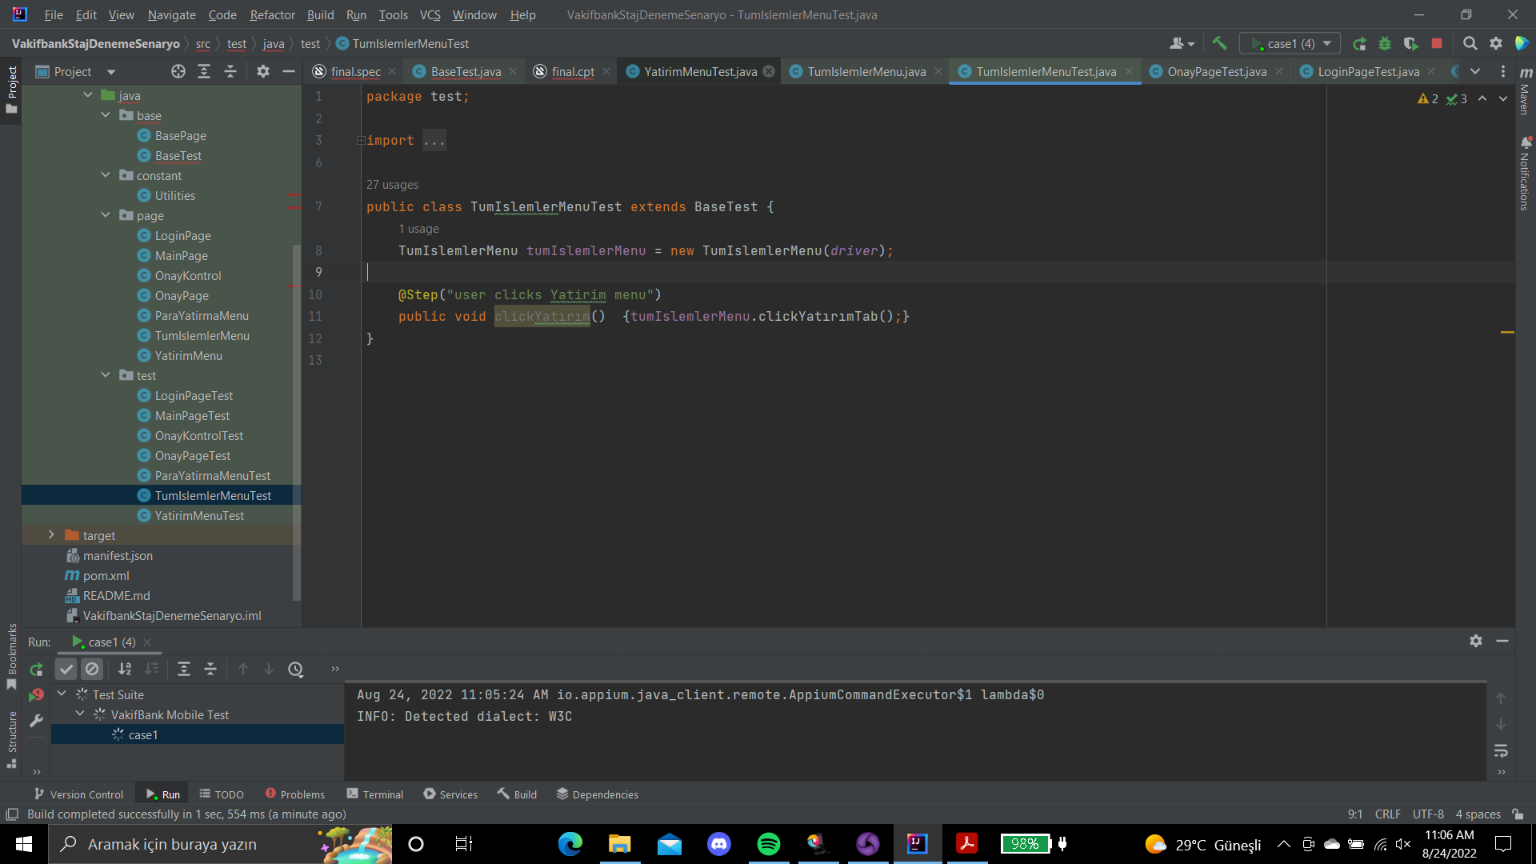 File Edit View Navigate Code Refactor Build Run Tools VCS Window Help VakifbankStajDenemeSenaryo - TumIslemlerMenuTest.java
VakifbankStajDenemeSenaryo src test java test TumIslemlerMenuTest case1 (4)
Project final.spec BaseTest.java final.cpt YatirimMenuTest.java TumIslemlerMenu.java TumIslemlerMenuTest.java OnayPageTest.java LoginPageTest.java
Project
Bookmarks
Structure
Maven
Notifications
java
base
BasePage
BaseTest
constant
Utilities
page
LoginPage
MainPage
OnayKontrol
OnayPage
ParaYatirmaMenu
TumIslemlerMenu
YatirimMenu
test
LoginPageTest
MainPageTest
OnayKontrolTest
OnayPageTest
ParaYatirmaMenuTest
TumIslemlerMenuTest
YatirimMenuTest
target
manifest.json
pom.xml
README.md
VakifbankStajDenemeSenaryo.iml
2 3
1 package test;
2
3 import ...
6
27 usages
7 public class TumIslemlerMenuTest extends BaseTest {
1 usage
8 TumIslemlerMenu tumIslemlerMenu = new TumIslemlerMenu(driver);
9
10 @Step("user clicks Yatirim menu")
11 public void clickYatırım() {tumIslemlerMenu.clickYatırımTab();}
12 }
13
Run: case1 (4)
Test Suite
VakifBank Mobile Test
case1
Aug 24, 2022 11:05:24 AM io.appium.java_client.remote.AppiumCommandExecutor$1 lambda$0
INFO: Detected dialect: W3C
Version Control Run TODO Problems Terminal Services Build Dependencies
Build completed successfully in 1 sec, 554 ms (a minute ago) 9:1 CRLF UTF-8 4 spaces
Aramak için buraya yazın 98% 29°C Güneşli 11:06 AM
8/24/2022